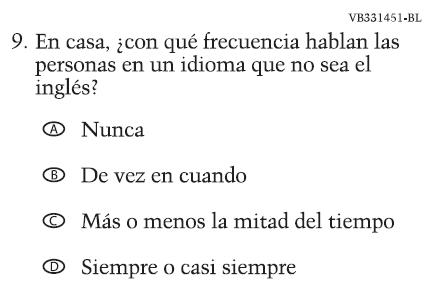 VB331451-BL
9. En casa, ¿con qué frecuencia hablan las
personas en un idioma que no sea el
inglés?
A Nunca
B De vez en cuando
C Más o menos la mitad del tiempo
D Siempre o casi siempre